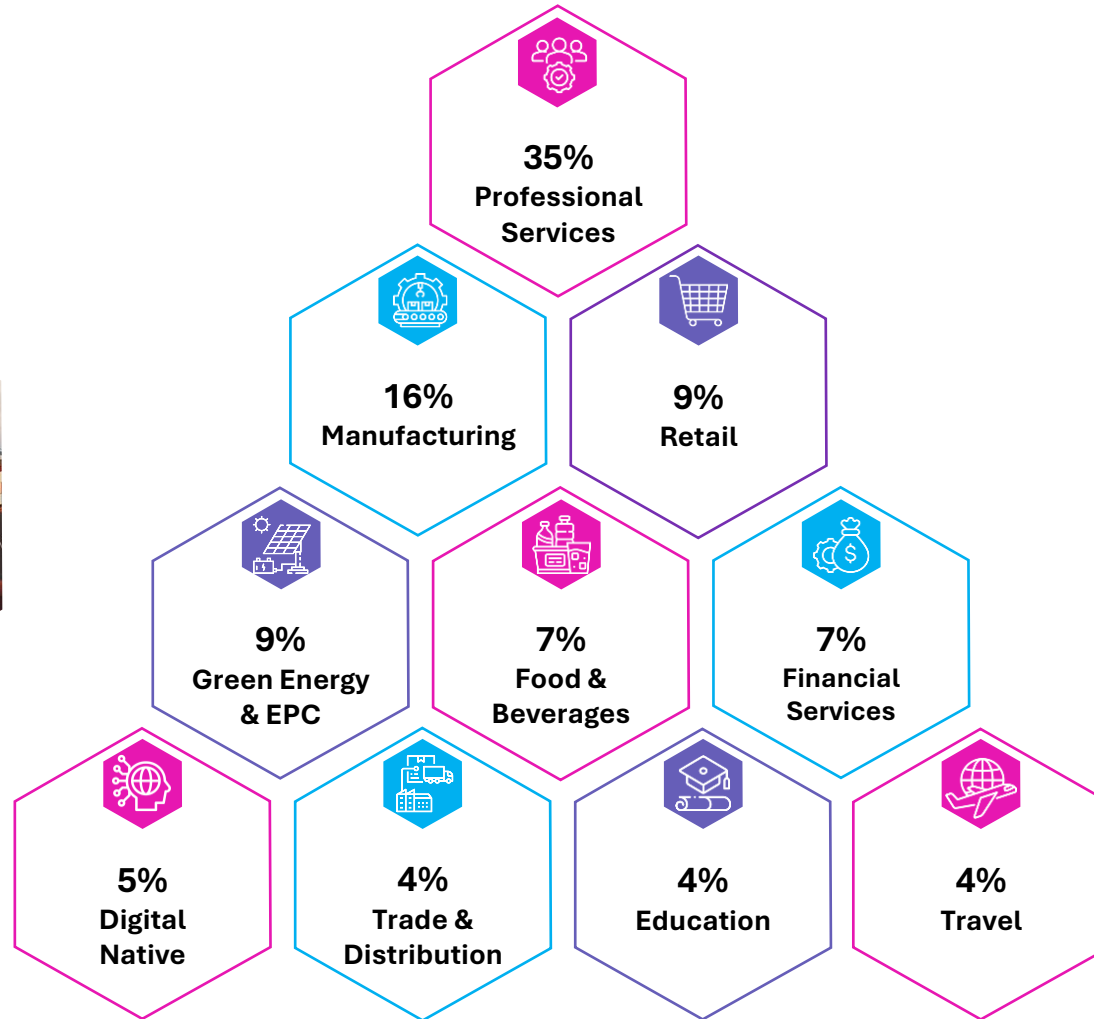 35%
Professional
Services
16%
Manufacturing
9%
Retail
9%
Green Energy
& EPC
7%
Food &
Beverages
7%
Financial
Services
5%
Digital
Native
4%
Trade &
Distribution
4%
Education
4%
Travel